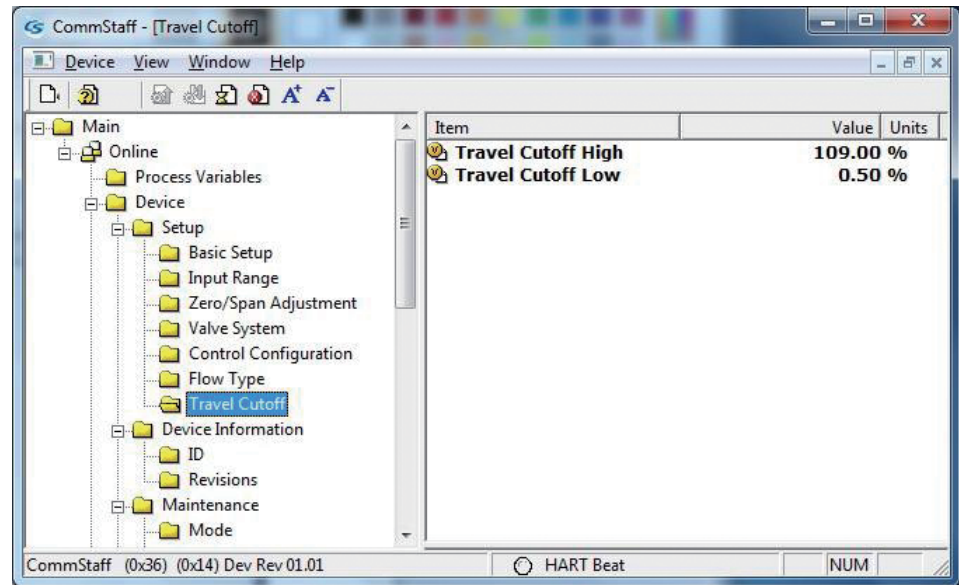 CommStaff - [Travel Cutoff]
Device View Window Help
Main
Online
Process Variables
Device
Setup
Basic Setup
Input Range
Zero/Span Adjustment
Valve System
Control Configuration
Flow Type
Travel Cutoff
Device Information
ID
Revisions
Maintenance
Mode
Item Value Units
Travel Cutoff High 109.00 %
Travel Cutoff Low 0.50 %
CommStaff (0x36) (0x14) Dev Rev 01.01 HART Beat NUM